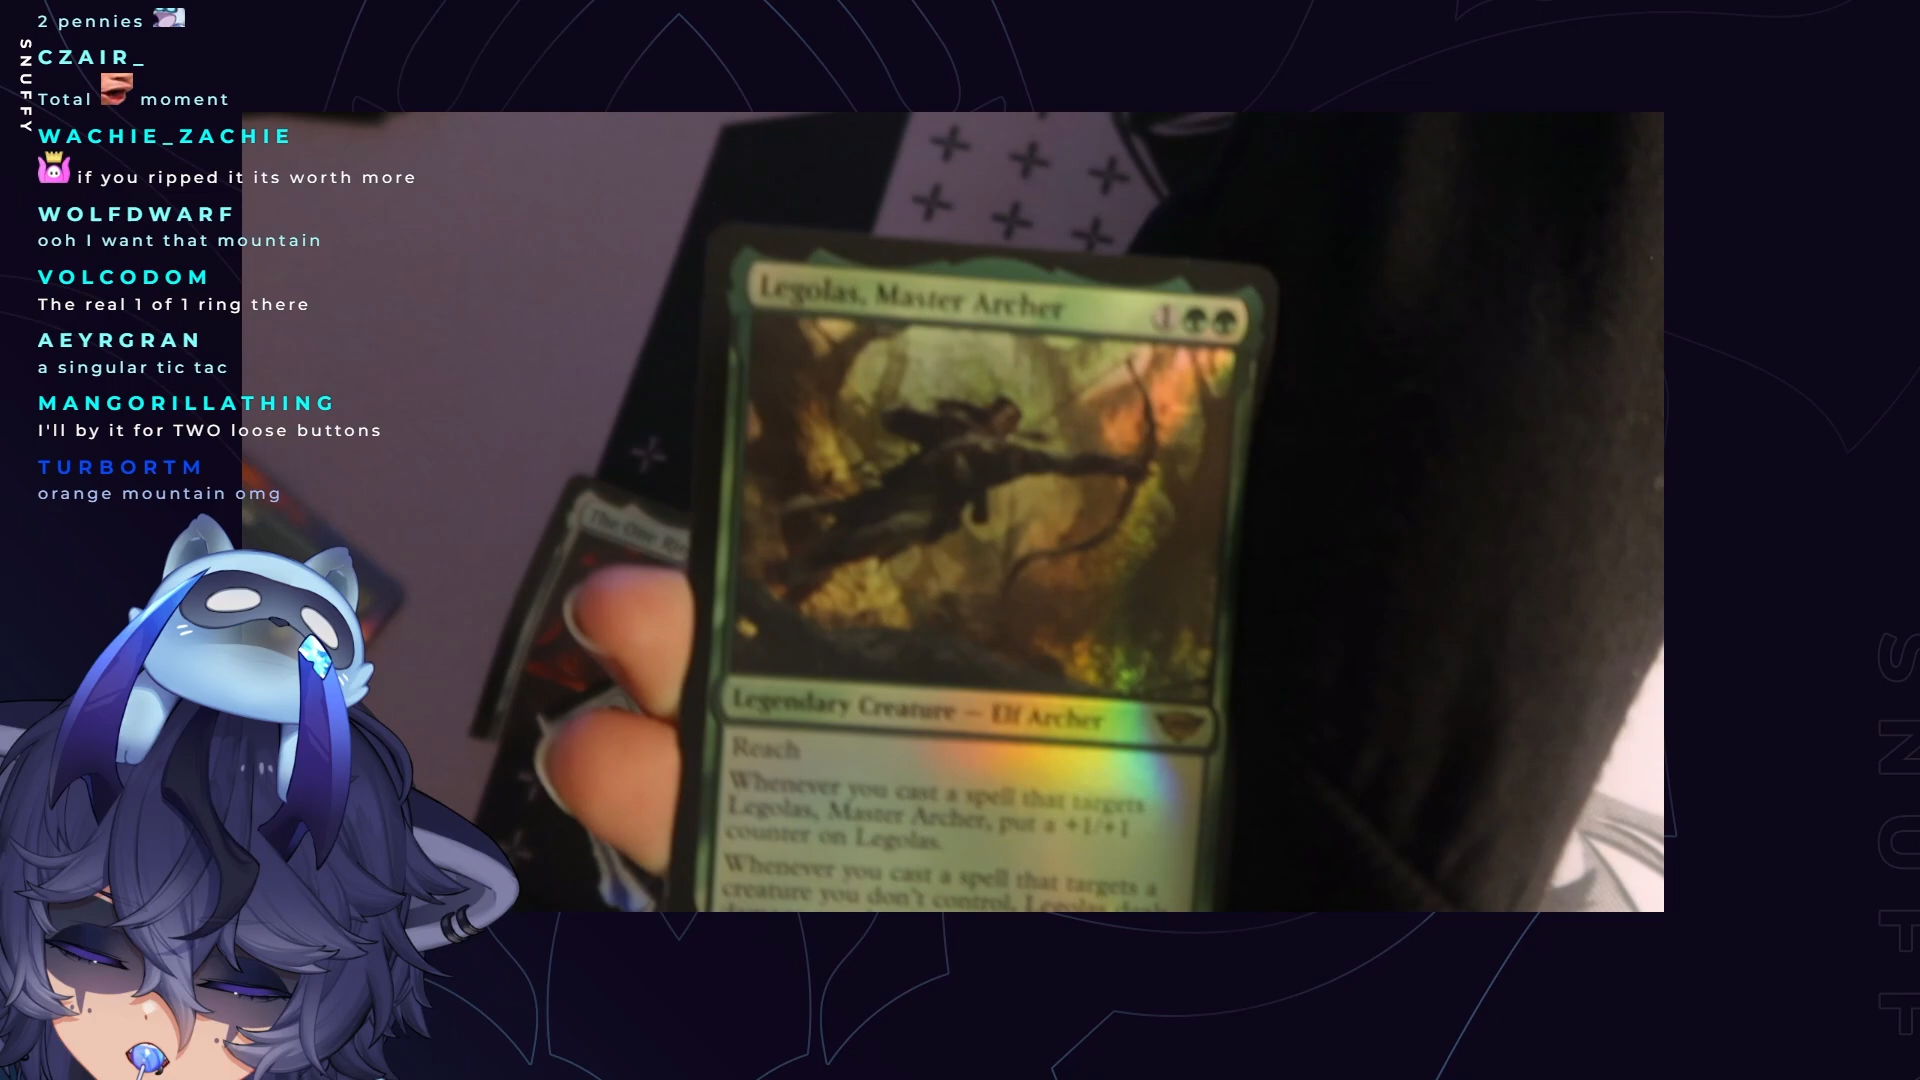 2 pennies
SNUFFY
CZAIR_
Total moment
WACHIE_ZACHIE
if you ripped it its worth more
WOLFDWARF
ooh I want that mountain
VOLCODOM
The real 1 of 1 ring there
AEYRGRAN
a singular tic tac
MANGORILLATHING
I'll by it for TWO loose buttons
TURBORTM
orange mountain omg
Legolas, Master Archer
1
The One Ri
Legendary Creature — Elf Archer
Reach
Whenever you cast a spell that targets
Legolas, Master Archer, put a +1/+1
counter on Legolas.
Whenever you cast a spell that targets a
creature you don't control, Legolas
SNUFF